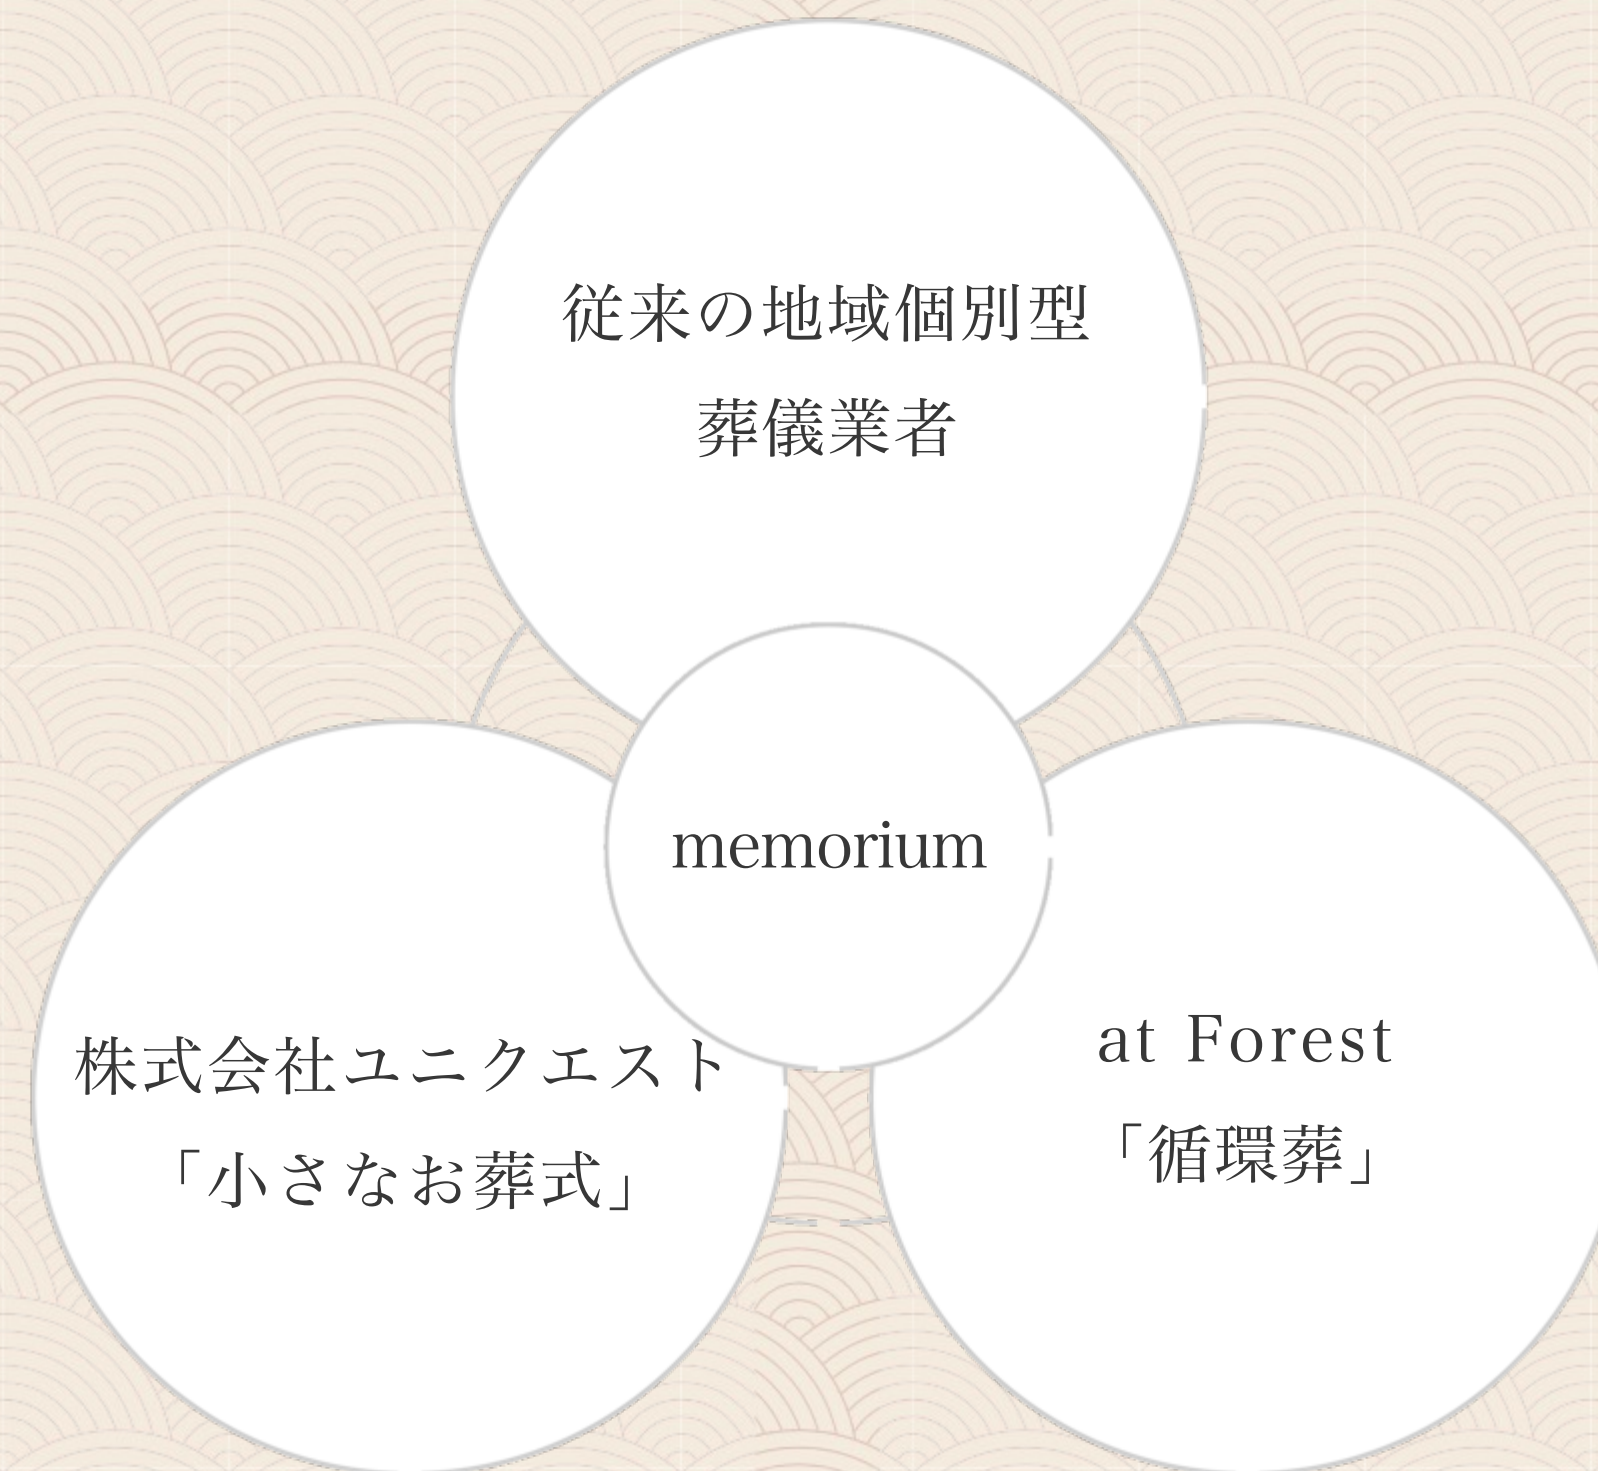 従来の地域個別型
葬儀業者
memorium
株式会社ユニクエスト
「小さなお葬式」
at Forest
「循環葬」